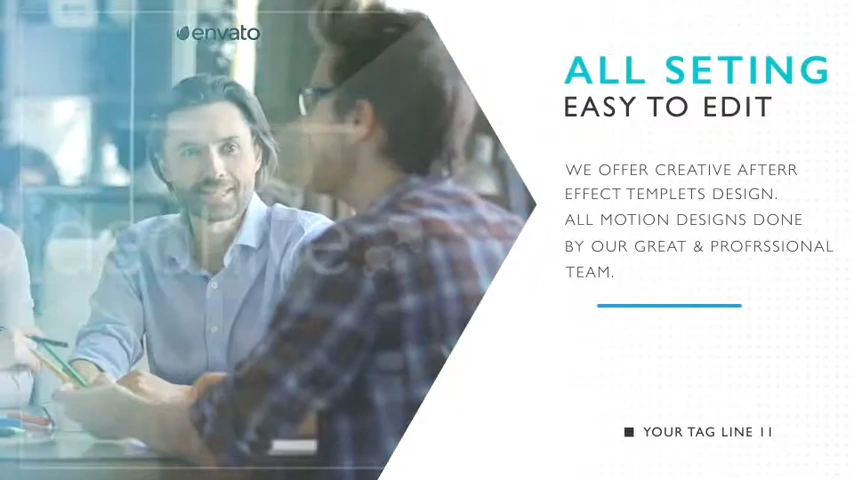 envato
ALL SETING
EASY TO EDIT
WE OFFER CREATIVE AFTERR
EFFECT TEMPLETS DESIGN.
ALL MOTION DESIGNS DONE
BY OUR GREAT & PROFRSSIONAL
TEAM.
YOUR TAG LINE 11